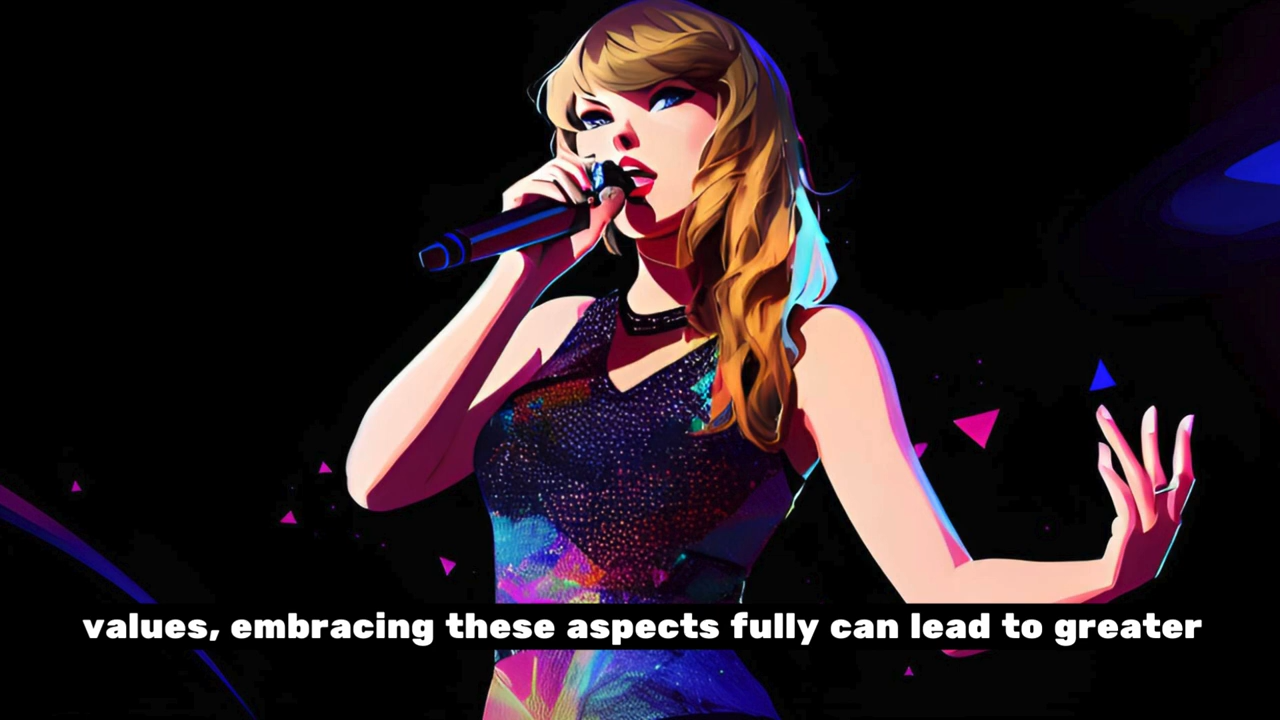 values, embracing these aspects fully can lead to greater